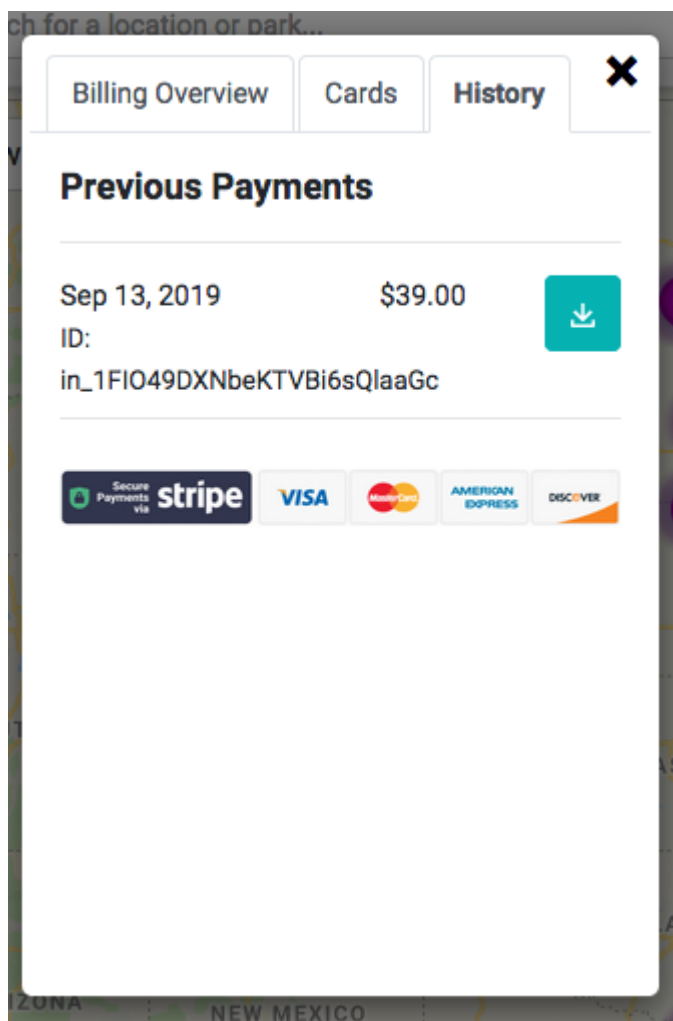 ch for a location or park...
Billing Overview
Cards
History
Previous Payments
Sep 13, 2019
$39.00
ID:
in_1FIO49DXNbeKTVBi6sQlaaGc
Secure
Payments
via
stripe
VISA
MasterCard
AMERICAN
EXPRESS
DISCOVER
IZONA
NEW MEXICO